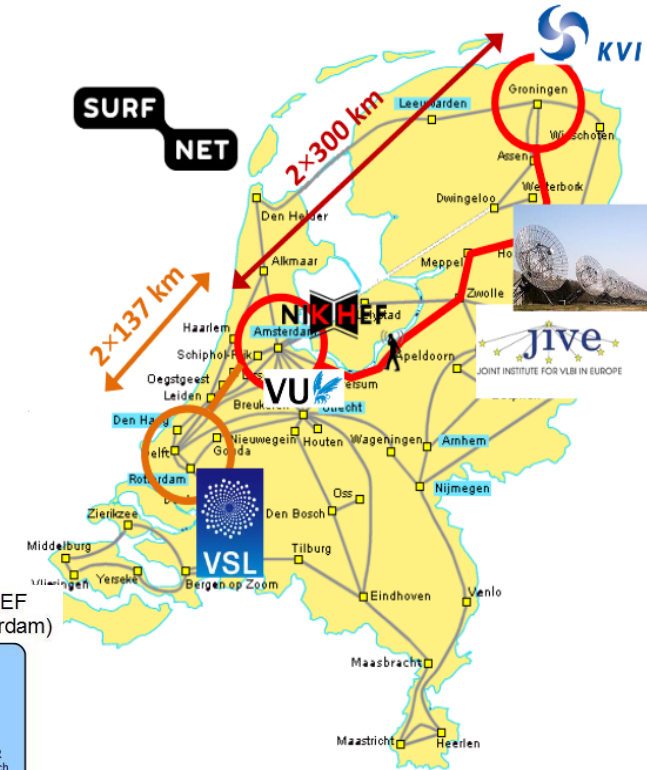 KVI
SURF
NET
2×300 km
Groningen
Leeuwarden
Assen
Westerbork
Dwingeloo
Den Helder
Alkmaar
Meppel
Ho
2×137 km
NIKHEF
Zwolle
Haarlem
Amsterdam
jive
JOINT INSTITUTE FOR VLBI IN EUROPE
Apeldoorn
VU
Oegstgeest
Leiden
Utrecht
Den Haag
Nieuwegein
Houten
Wageningen
Arnhem
Delft
Gouda
Rotterdam
Nijmegen
Oss
Den Bosch
Zierikzee
VSL
Middelburg
Tilburg
Yerseke
Bergen op Zoom
EF
rdam)
Eindhoven
Venlo
Maasbracht
Maastricht
Heerlen